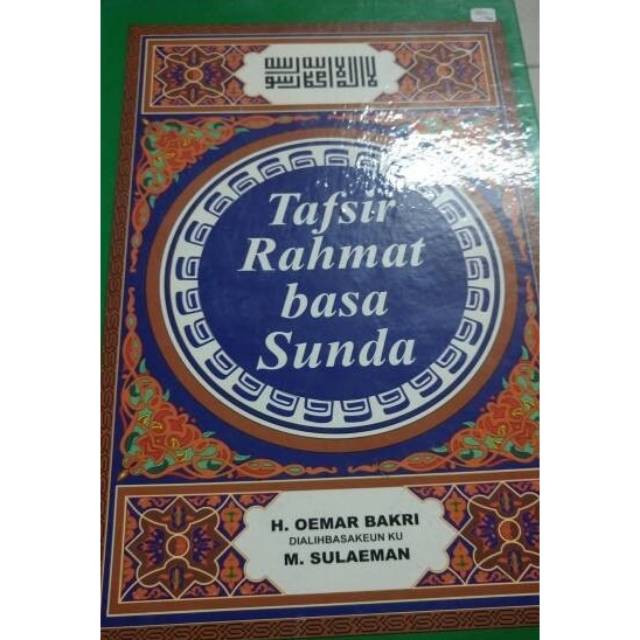 Tafsir
Rahmat
basa
Sunda
H. OEMAR BAKRI
DIALIHBASAKEUN KU
M. SULAEMAN